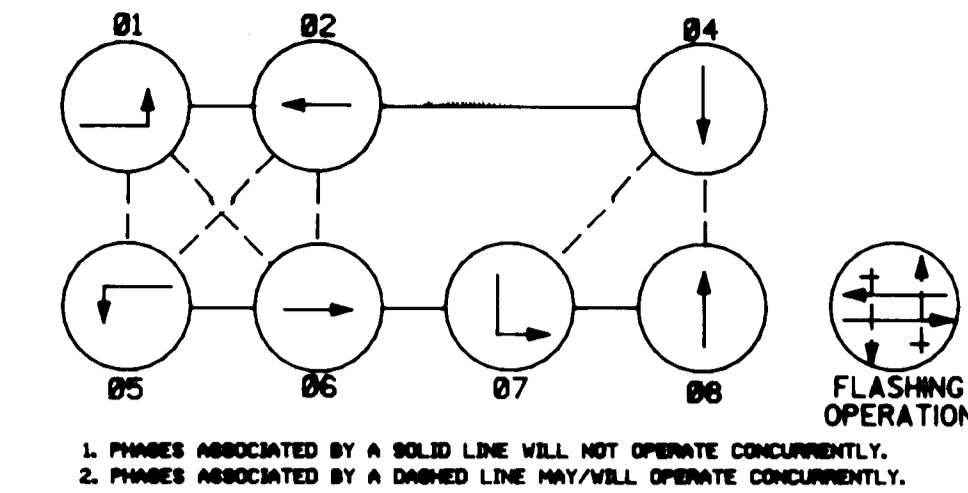 Ø1 Ø2 Ø4
Ø5 Ø6 Ø7 Ø8
FLASHING
OPERATION
1. PHASES ASSOCIATED BY A SOLID LINE WILL NOT OPERATE CONCURRENTLY.
2. PHASES ASSOCIATED BY A DASHED LINE MAY/WILL OPERATE CONCURRENTLY.